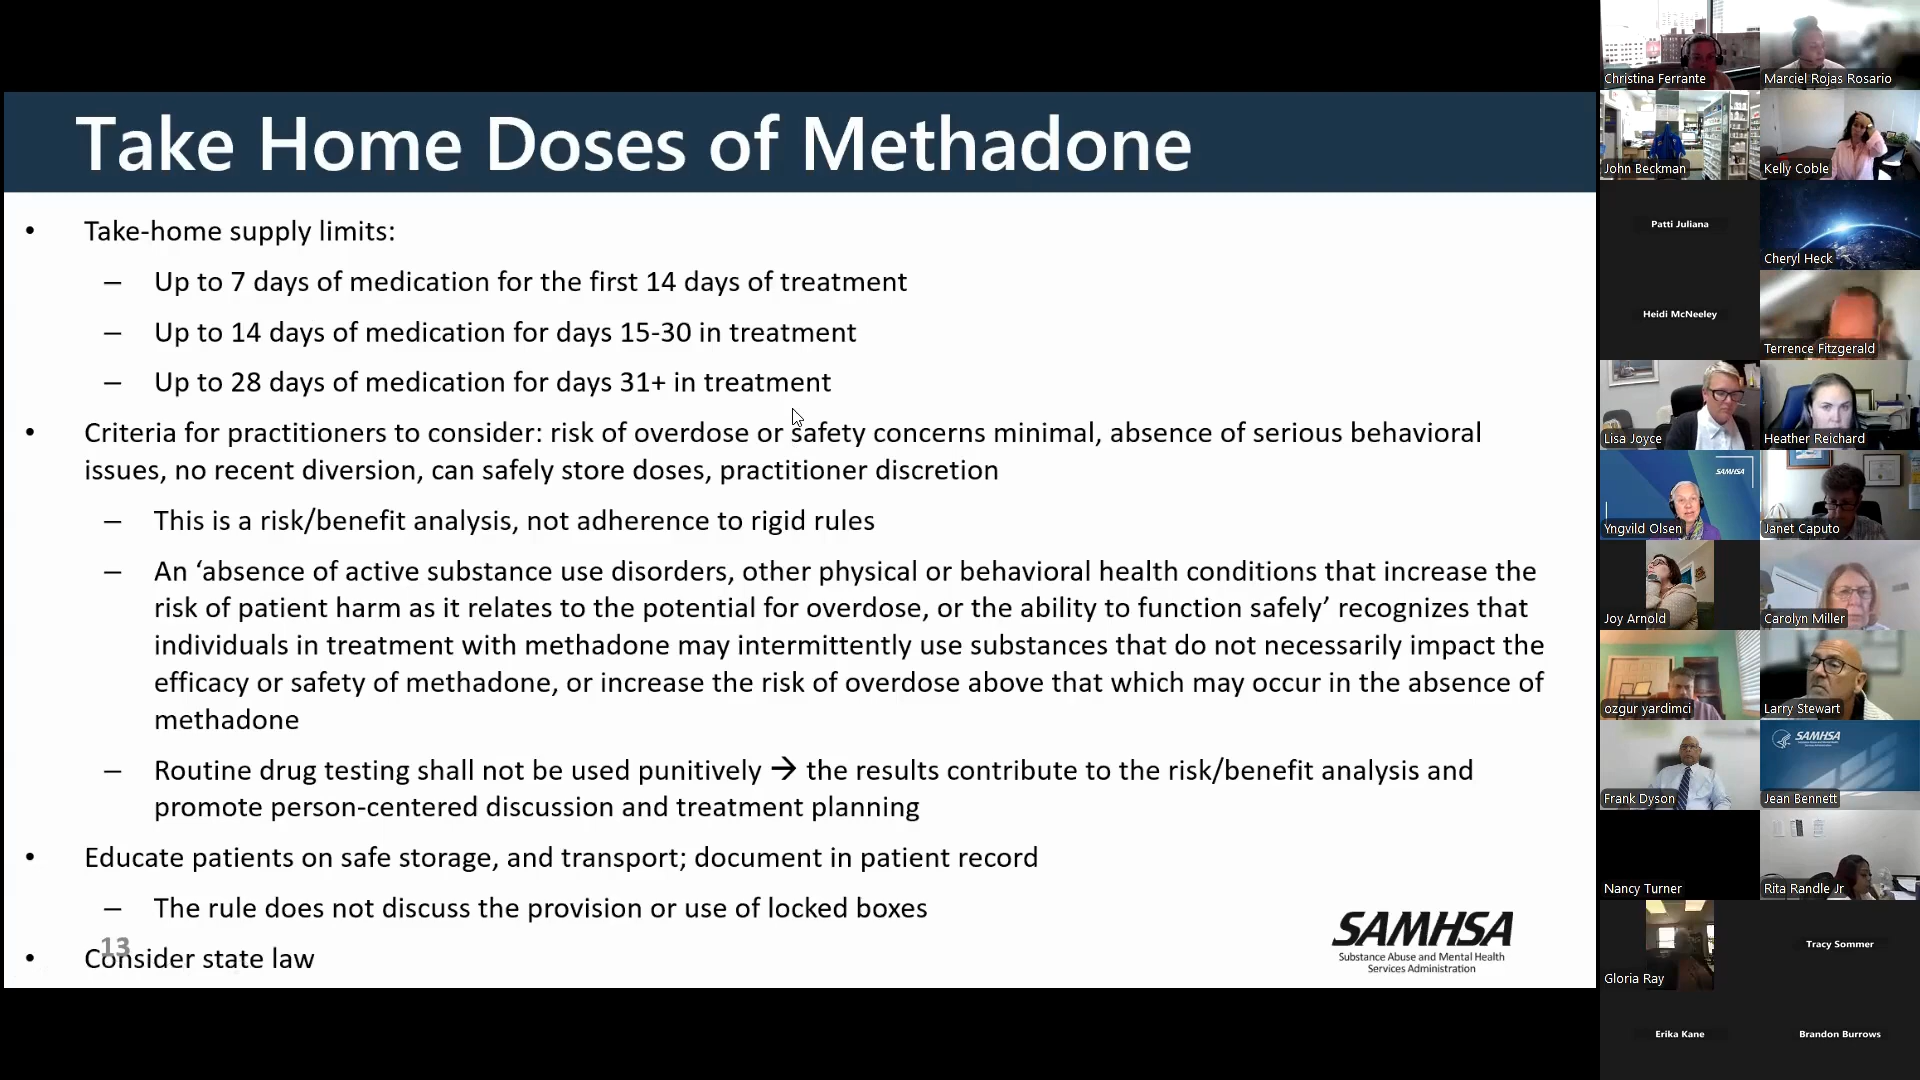 Take Home Doses of Methadone
• Take-home supply limits:
– Up to 7 days of medication for the first 14 days of treatment
– Up to 14 days of medication for days 15-30 in treatment
– Up to 28 days of medication for days 31+ in treatment
• Criteria for practitioners to consider: risk of overdose or safety concerns minimal, absence of serious behavioral
issues, no recent diversion, can safely store doses, practitioner discretion
– This is a risk/benefit analysis, not adherence to rigid rules
– An ‘absence of active substance use disorders, other physical or behavioral health conditions that increase the
risk of patient harm as it relates to the potential for overdose, or the ability to function safely’ recognizes that
individuals in treatment with methadone may intermittently use substances that do not necessarily impact the
efficacy or safety of methadone, or increase the risk of overdose above that which may occur in the absence of
methadone
– Routine drug testing shall not be used punitively → the results contribute to the risk/benefit analysis and
promote person-centered discussion and treatment planning
• Educate patients on safe storage, and transport; document in patient record
– The rule does not discuss the provision or use of locked boxes
13
• Consider state law
SAMHSA
Substance Abuse and Mental Health
Services Administration
Christina Ferrante
Marciel Rojas Rosario
John Beckman
Kelly Coble
Patti Juliana
Cheryl Heck
Heidi McNeeley
Terrence Fitzgerald
Lisa Joyce
Heather Reichard
SAMHSA
Yngvild Olsen
Janet Caputo
Joy Arnold
Carolyn Miller
ozgur yardimci
Larry Stewart
Frank Dyson
SAMHSA
Jean Bennett
Nancy Turner
Rita Randle Jr
Gloria Ray
Tracy Sommer
Erika Kane
Brandon Burrows